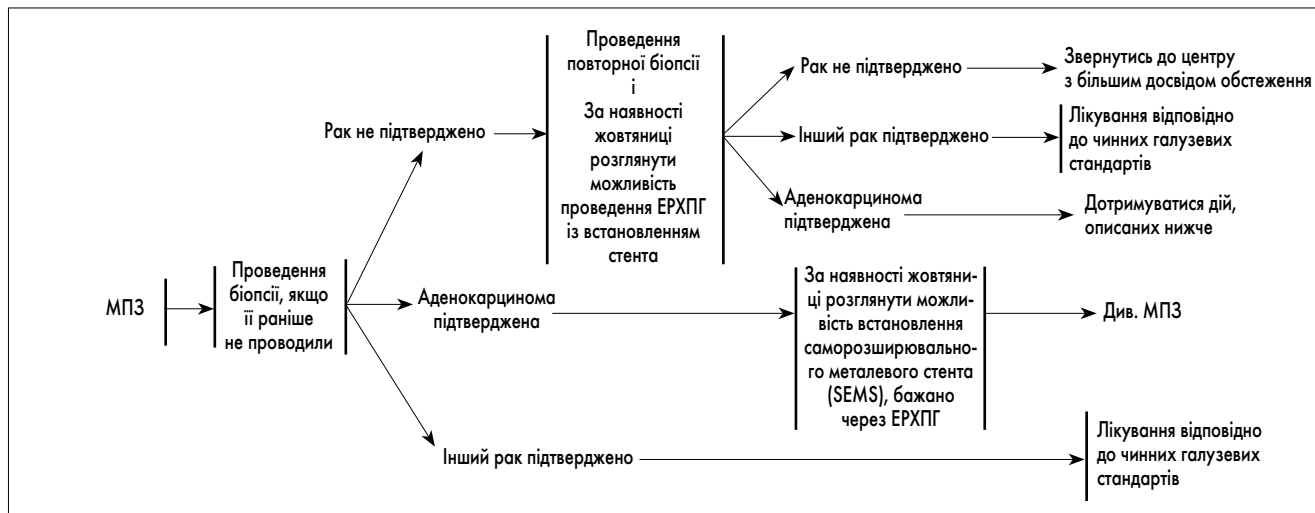 МПЗ
Проведення
біопсії, якщо
її раніше
не проводили
Рак не підтверджено
Проведення
повторної біопсії
і
За наявності
жовтяниці
розглянути
можливість
проведення ЕРХПГ
із встановленням
стента
Рак не підтверджено
Звернутись до центру
з більшим досвідом обстеження
Інший рак підтверджено
Лікування відповідно
до чинних галузевих
стандартів
Аденокарцинома
підтверджена
Дотримуватися дій,
описаних нижче
Аденокарцинома
підтверджена
За наявності жовтяни-
ці розглянути можли-
вість встановлення
саморозширювально-
го металевого стента
(SEMS), бажано
через ЕРХПГ
Див. МПЗ
Інший рак підтверджено
Лікування відповідно
до чинних галузевих
стандартів